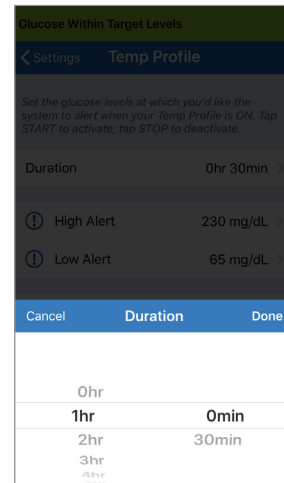 Glucose Within Target Levels
Settings Temp Profile
Set the glucose levels at which you'd like the
system to alert when your Temp Profile is ON. Tap
START to activate; tap STOP to deactivate.
Duration 0hr 30min
High Alert 230 mg/dL
Low Alert 65 mg/dL
Cancel Duration Done
0hr
1hr 0min
2hr 30min
3hr
4hr